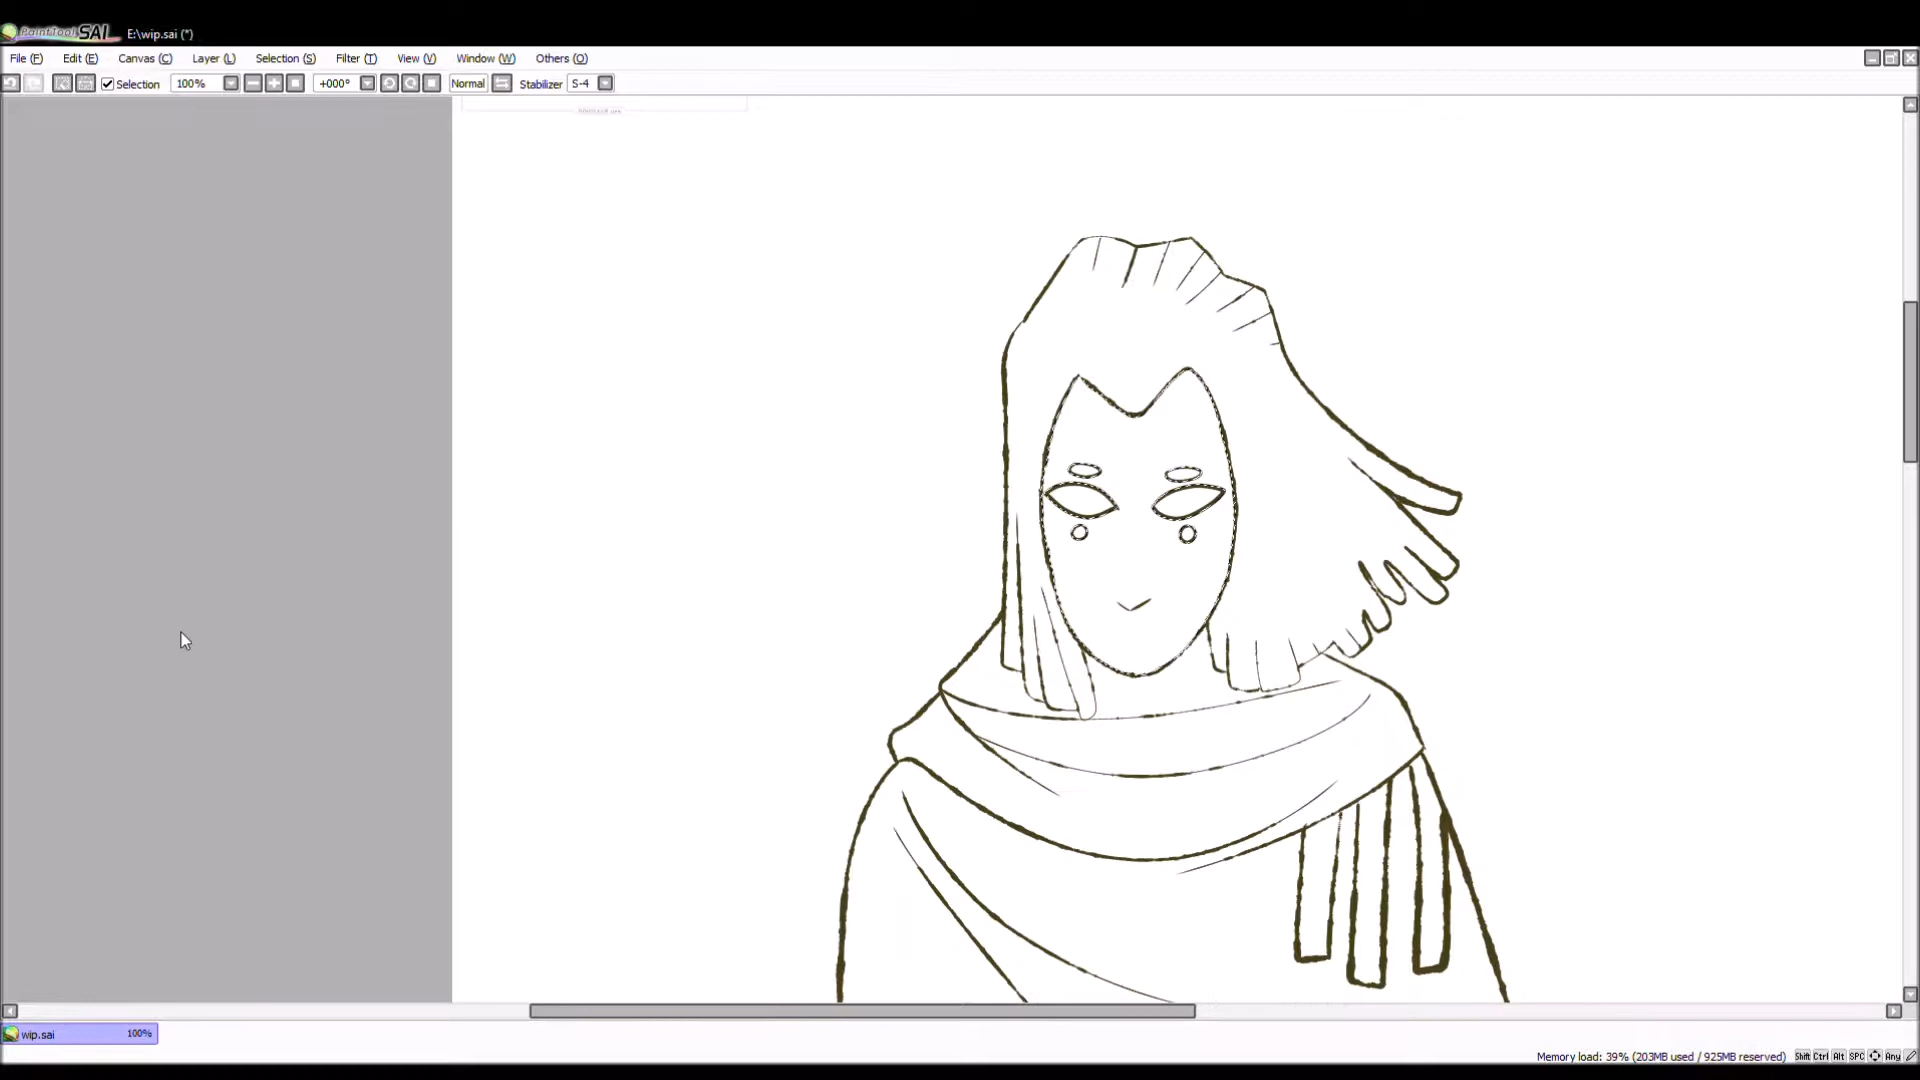 PaintTool SAI E:\wip.sai (*)
File (F) Edit (E) Canvas (C) Layer (L) Selection (S) Filter (T) View (V) Window (W) Others (O)
Selection 100% +000° Normal Stabilizer S-4
wip.sai 100%
Memory load: 39% (203MB used / 925MB reserved) Shift Ctrl Alt SPC Any